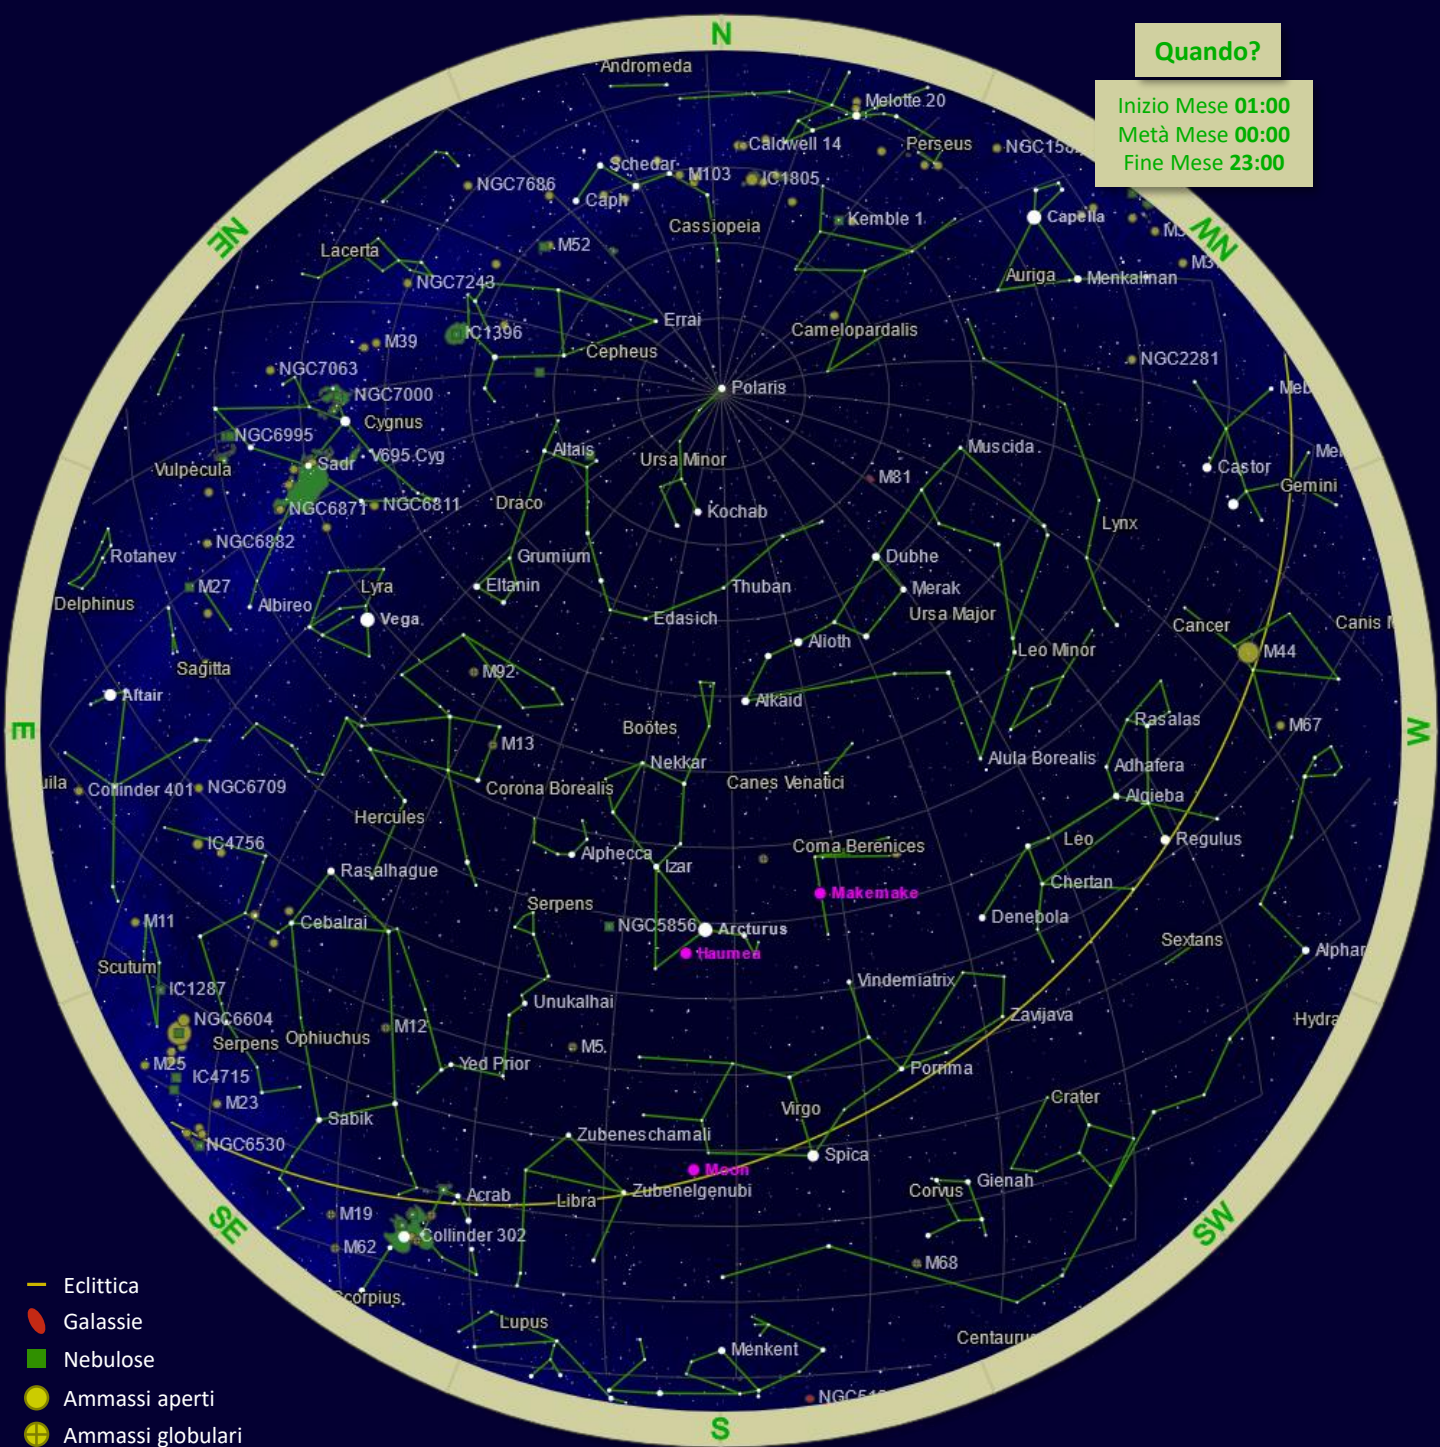 N
Quando?
Andromeda
Melotte 20
Inizio Mese 01:00
Metà Mese 00:00
Fine Mese 23:00
Caldwell 14
Perseus
Schedar
M103
IC1805
NGC7686
Caph
Cassiopeia
Kemble 1
Capella
NE
NW
M52
Lacerta
Auriga
Menkalinan
NGC7243
Errai
Camelopardalis
IC1396
M39
Cepheus
NGC2281
NGC7063
NGC7000
Polaris
Cygnus
NGC6995
Altais
Muscida
V695 Cyg
Sadr
Ursa Minor
Castor
Vulpecula
M81
Gemini
NGC6871
NGC6811
Draco
Kochab
Lynx
NGC6882
Rotanev
Grumium
Dubhe
M27
Lyra
Eltanin
Thuban
Merak
Delphinus
Albireo
Ursa Major
Vega
Edasich
Cancer
Alioth
Leo Minor
M44
Sagitta
M92
Altair
Alkaid
Rasalas
Boötes
M67
E
W
M13
Nekkar
Alula Borealis
Adhafera
Corona Borealis
Canes Venatici
Collinder 401
NGC6709
Algieba
Hercules
IC4756
Coma Berenices
Leo
Regulus
Alphecca
Izar
Rasalhague
Chertan
Makemake
Serpens
Denebola
M11
Cebalrai
NGC5856
Arcturus
Sextans
Haumea
Scutum
Vindemiatrix
IC1287
Unukalhai
Zavijava
NGC6604
Hydra
M12
Ophiuchus
Serpens
M5
M25
Yed Prior
Porrima
IC4715
Crater
M23
Virgo
Sabik
Zubeneschamali
NGC6530
Spica
Moon
Gienah
Acrab
Libra
Zubenelgenubi
Corvus
M19
SE
SW
Collinder 302
M62
M68
Eclittica
Scorpius
Galassie
Lupus
Centaurus
Menkent
Nebulose
Ammassi aperti
S
Ammassi globulari